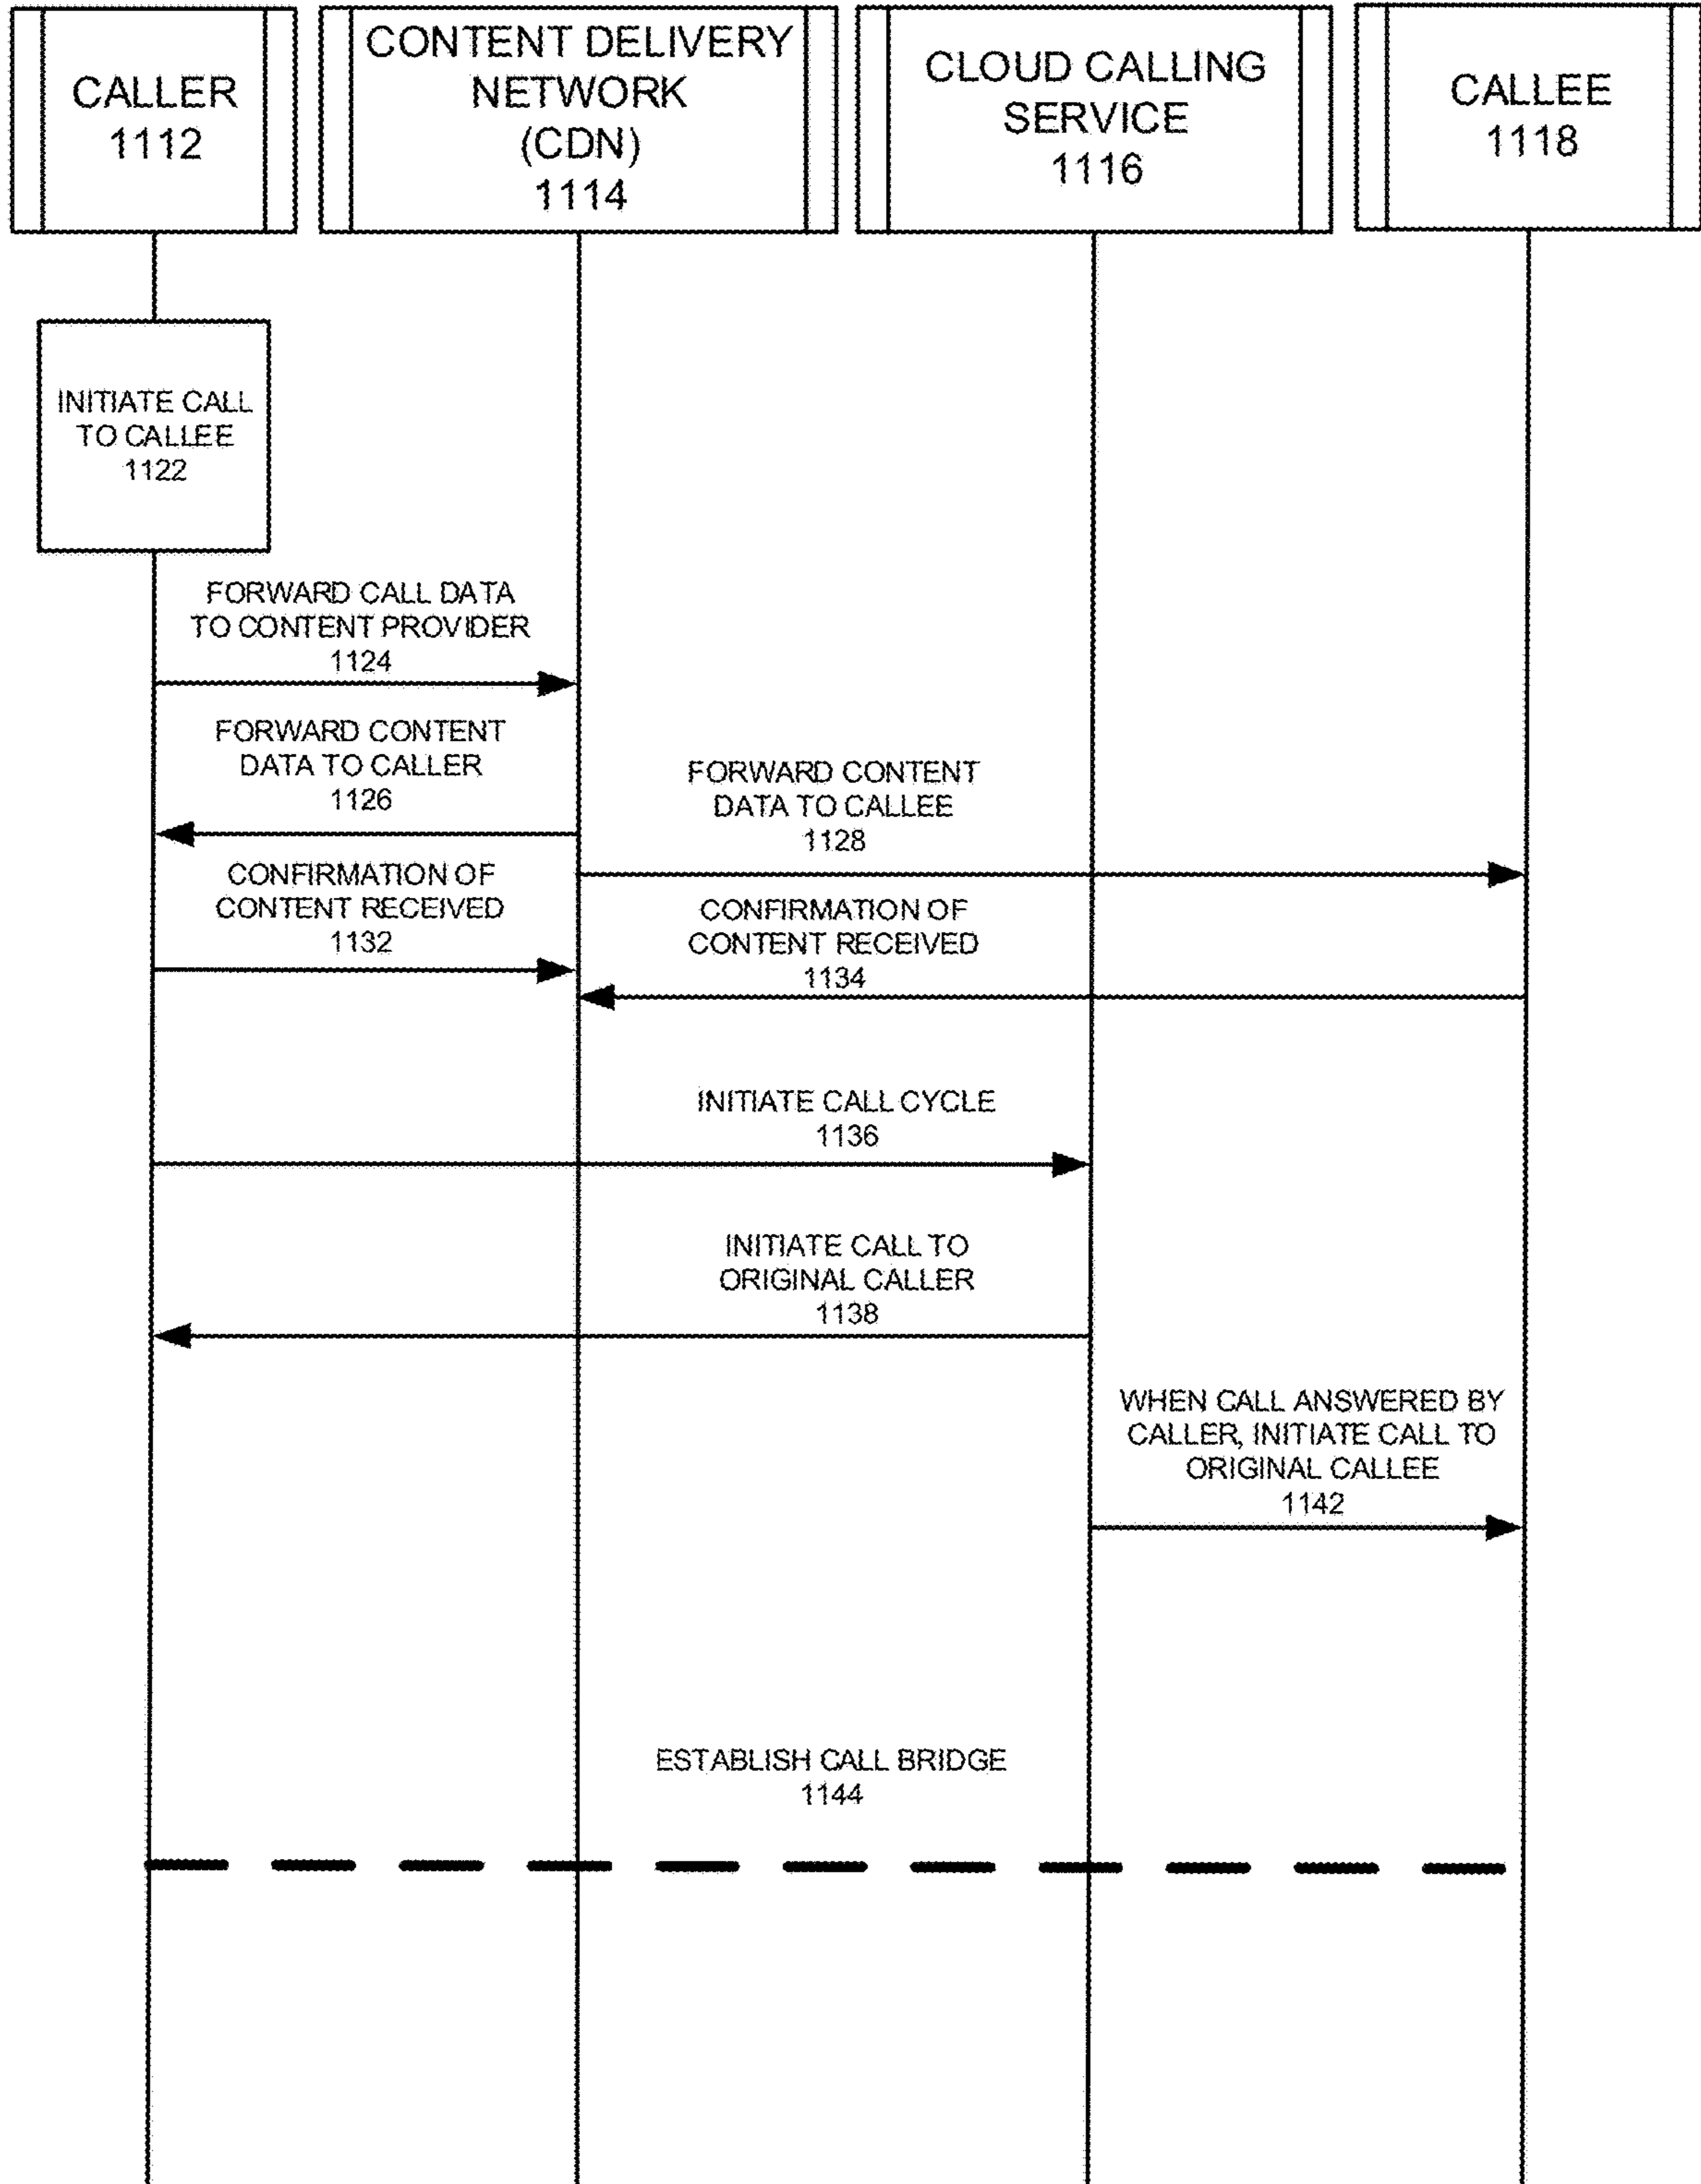 CALLER
1112
CONTENT DELIVERY
NETWORK
(CDN)
1114
CLOUD CALLING
SERVICE
1116
CALLEE
1118
INITIATE CALL
TO CALLEE
1122
FORWARD CALL DATA
TO CONTENT PROVIDER
1124
FORWARD CONTENT
DATA TO CALLER
1126
FORWARD CONTENT
DATA TO CALLEE
1128
CONFIRMATION OF
CONTENT RECEIVED
1132
CONFIRMATION OF
CONTENT RECEIVED
1134
INITIATE CALL CYCLE
1136
INITIATE CALL TO
ORIGINAL CALLER
1138
WHEN CALL ANSWERED BY
CALLER, INITIATE CALL TO
ORIGINAL CALLEE
1142
ESTABLISH CALL BRIDGE
1144